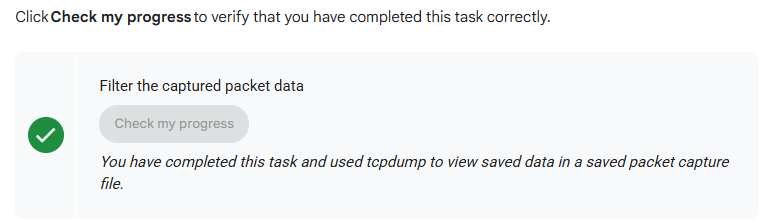 Click Check my progress to verify that you have completed this task correctly.
Filter the captured packet data
Check my progress
You have completed this task and used tcpdump to view saved data in a saved packet capture
file.